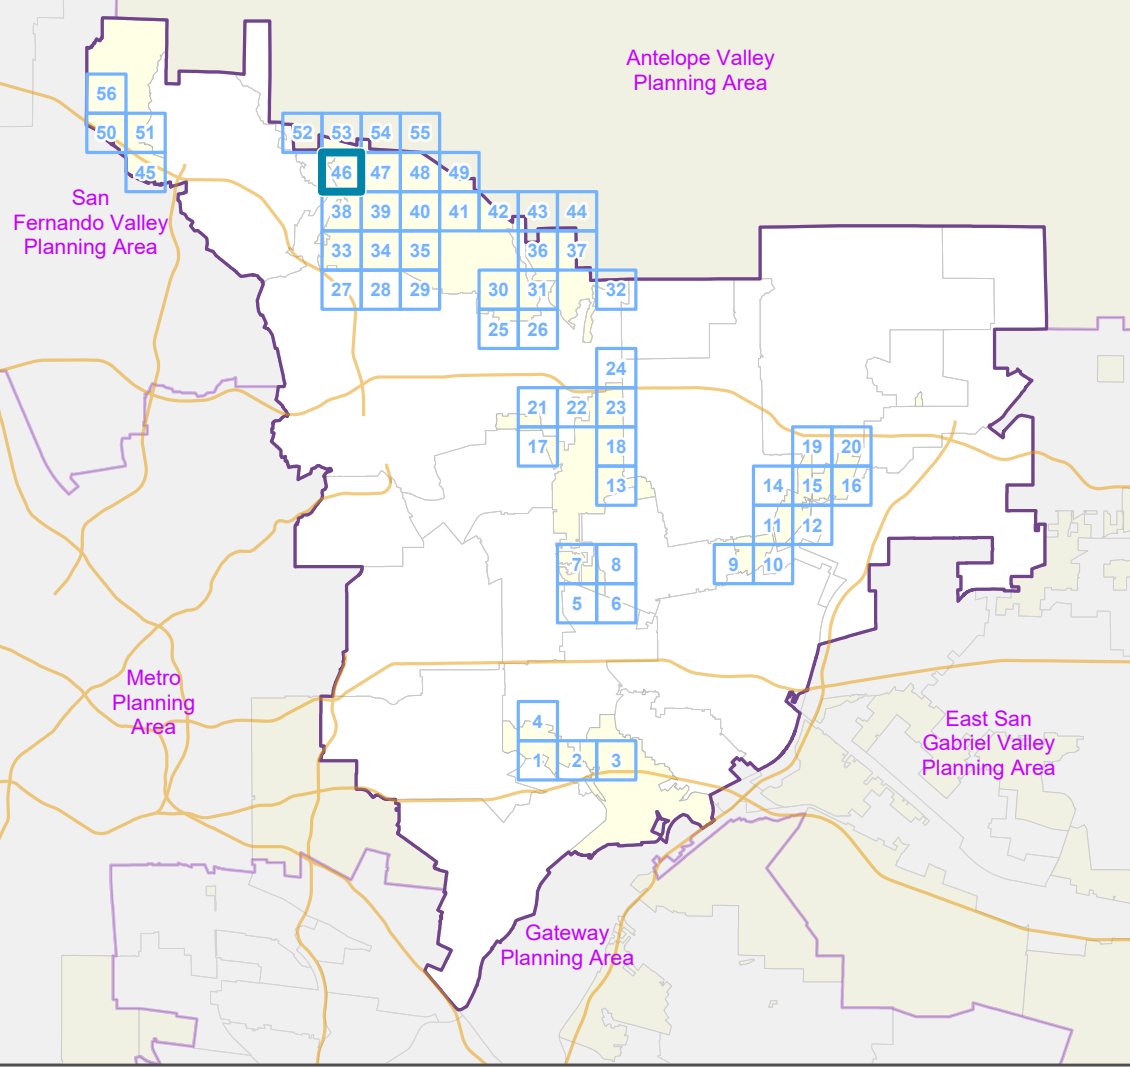 Antelope Valley
Planning Area
56
50 51
52 53 54 55
45
46 47 48 49
San
Fernando Valley
Planning Area
38 39 40 41 42 43 44
33 34 35 36 37
27 28 29 30 31 32
25 26
24
21 22 23
17 18 19 20
13 14 15 16
11 12
7 8 9 10
5 6
Metro
Planning
Area
4
1 2 3
East San
Gabriel Valley
Planning Area
Gateway
Planning Area